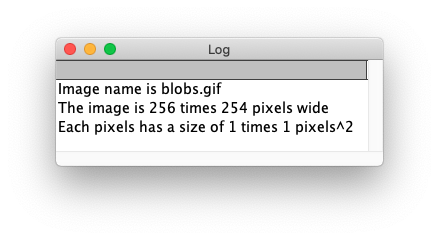 Log
Image name is blobs.gif
The image is 256 times 254 pixels wide
Each pixels has a size of 1 times 1 pixels^2